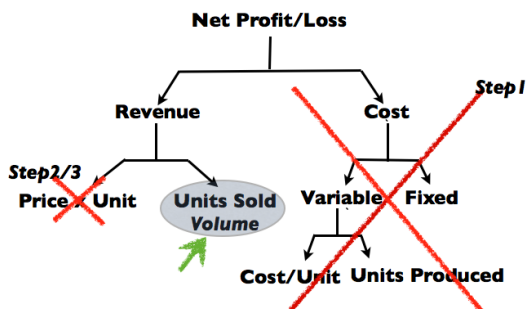 Net Profit/Loss
Step1
Revenue
Cost
Step2/3
Price / Unit
Units Sold
Volume
Variable
Fixed
Cost/Unit
Units Produced